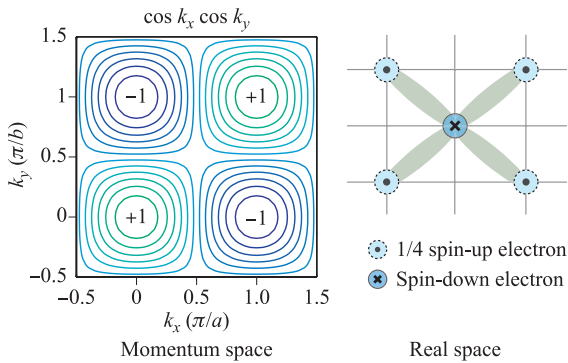 cos kx cos ky
1.5
1
0.5
0
−0.5
ky (π/b)
−1
+1
+1
−1
−0.5
0
0.5
1.0
1.5
kx (π/a)
Momentum space
1/4 spin-up electron
Spin-down electron
Real space